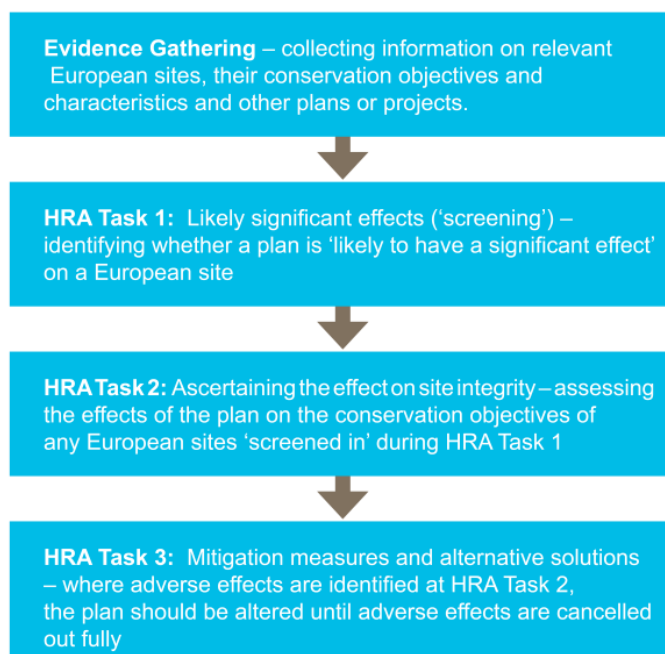 Evidence Gathering – collecting information on relevant
European sites, their conservation objectives and
characteristics and other plans or projects.
HRA Task 1: Likely significant effects (‘screening’) –
identifying whether a plan is ‘likely to have a significant effect’
on a European site
HRA Task 2: Ascertaining the effect on site integrity – assessing
the effects of the plan on the conservation objectives of
any European sites ‘screened in’ during HRA Task 1
HRA Task 3: Mitigation measures and alternative solutions
– where adverse effects are identified at HRA Task 2,
the plan should be altered until adverse effects are cancelled
out fully